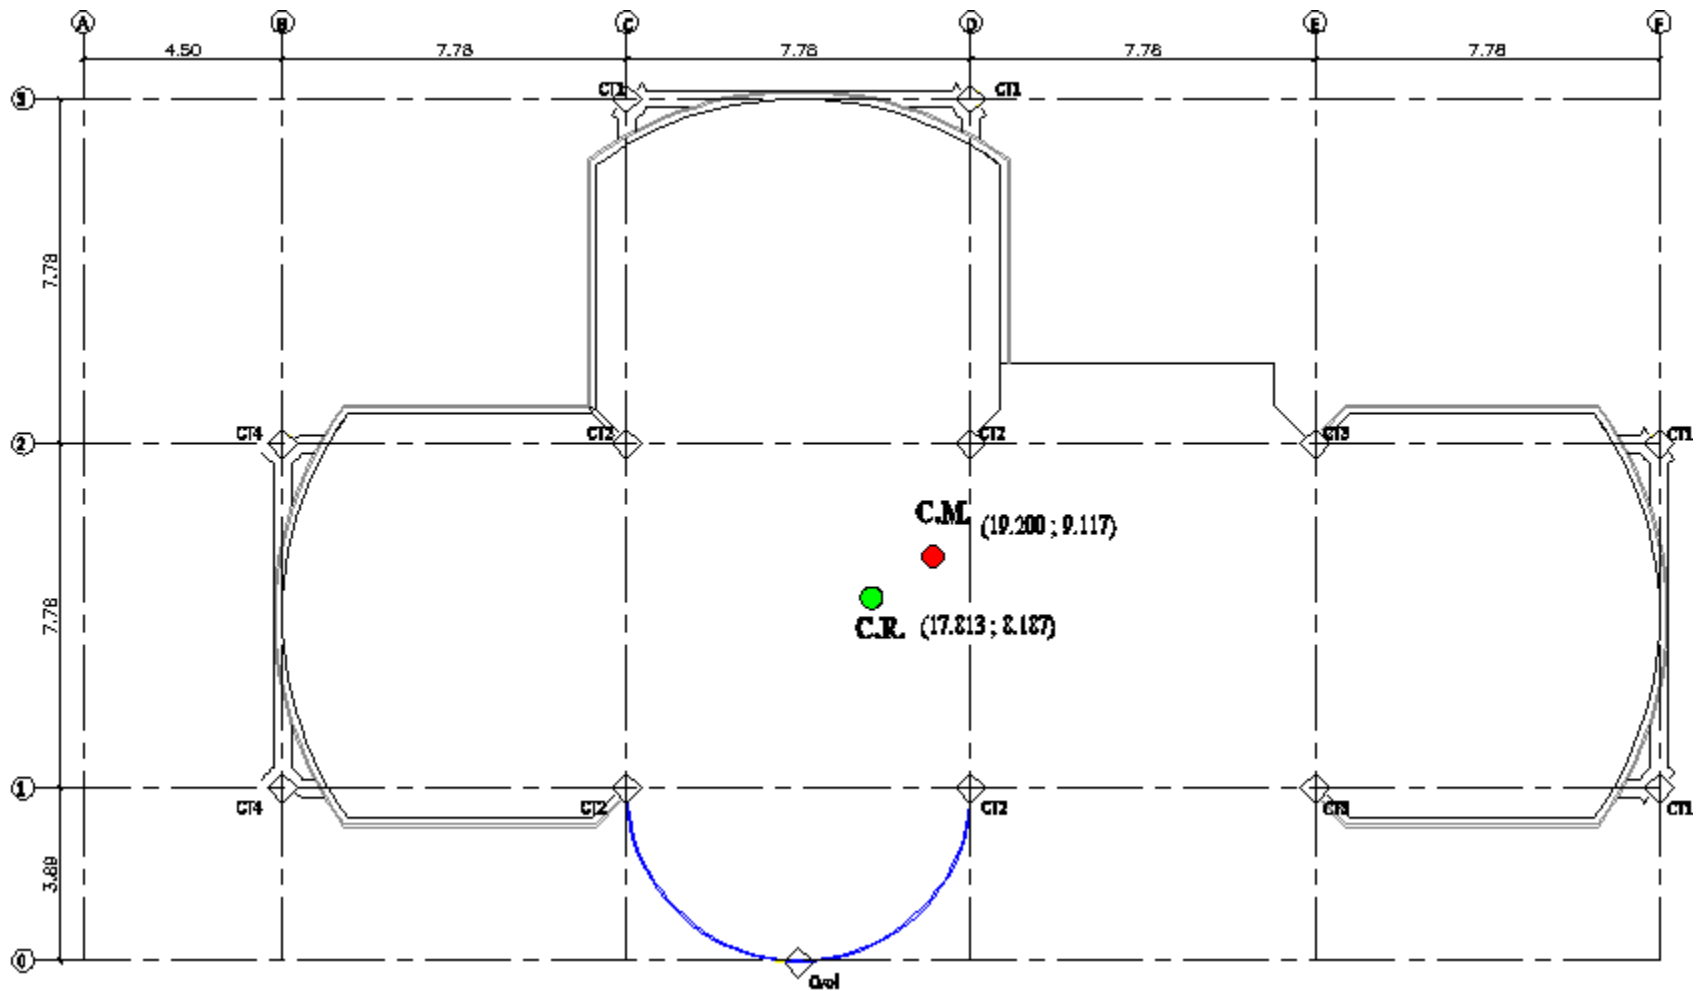 A B C D E F
4.50 7.78 7.78 7.78 7.78
3
CT1 CT1
7.78
2
CT4 CT2 CT2 CT3 CT1
C.M. (19.200 ; 9.117)
7.78
C.R. (17.813 ; 8.187)
1
CT4 CT2 CT2 CT3 CT1
3.89
0